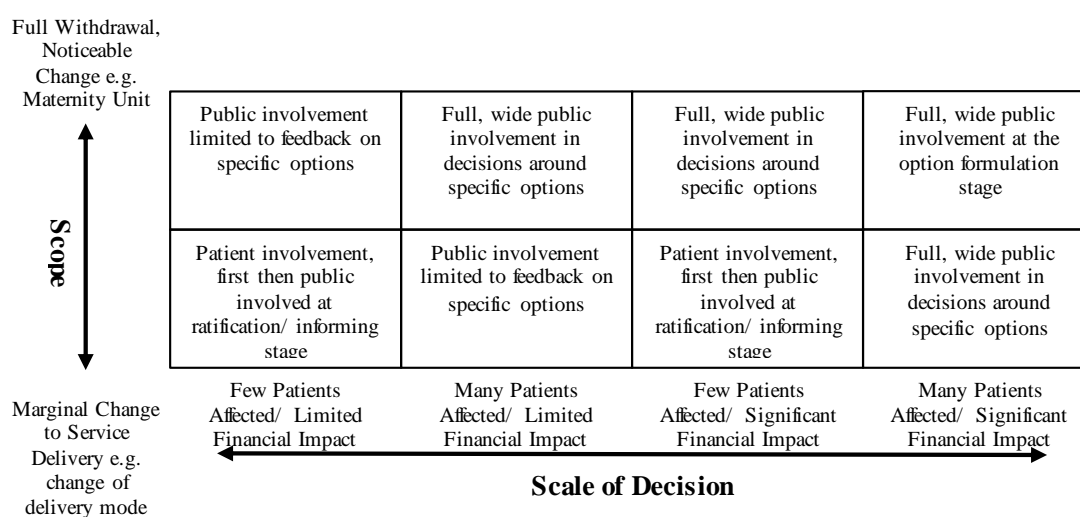 Full Withdrawal,
Noticeable
Change e.g.
Maternity Unit
Public involvement
limited to feedback on
specific options
Full, wide public
involvement in
decisions around
specific options
Full, wide public
involvement in
decisions around
specific options
Full, wide public
involvement at the
option formulation
stage
Scope
Patient involvement,
first then public
involved at
ratification/ informing
stage
Public involvement
limited to feedback on
specific options
Patient involvement,
first then public
involved at
ratification/ informing
stage
Full, wide public
involvement in
decisions around
specific options
Marginal Change
to Service
Delivery e.g.
change of
delivery mode
Few Patients
Affected/ Limited
Financial Impact
Many Patients
Affected/ Limited
Financial Impact
Few Patients
Affected/ Significant
Financial Impact
Many Patients
Affected/ Significant
Financial Impact
Scale of Decision